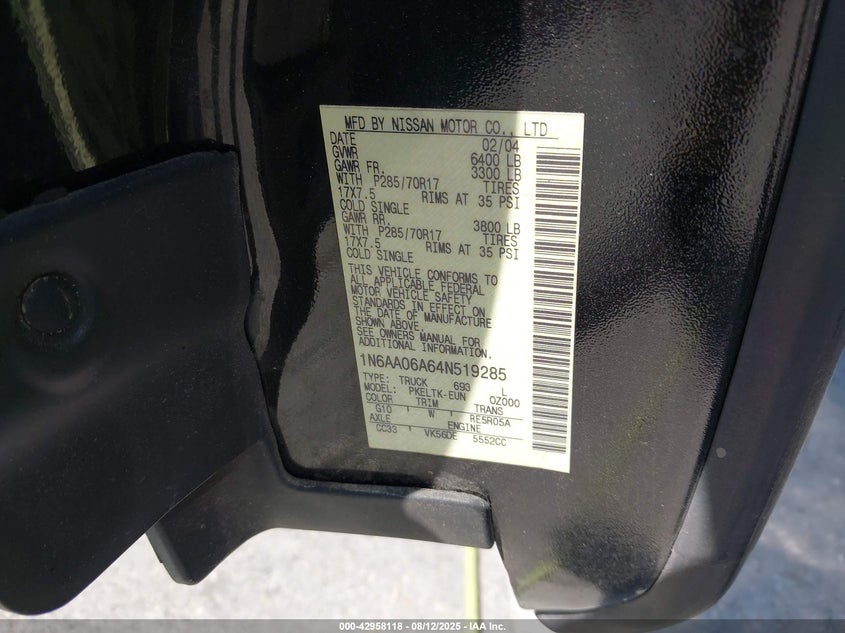 MFD BY NISSAN MOTOR CO., LTD
DATE 02/04
GVWR 6400 LB
GAWR FR. 3300 LB
WITH P285/70R17 TIRES
17X7.5 RIMS AT 35 PSI
COLD SINGLE
GAWR RR. 3800 LB
WITH P285/70R17 TIRES
17X7.5 RIMS AT 35 PSI
COLD SINGLE
THIS VEHICLE CONFORMS TO
ALL APPLICABLE FEDERAL
MOTOR VEHICLE SAFETY
STANDARDS IN EFFECT ON
THE DATE OF MANUFACTURE
SHOWN ABOVE.
SEE OWNERS MANUAL FOR
ADDITIONAL INFORMATION.
1N6AA06A64N519285
TYPE: TRUCK 693 L
MODEL: PKELTK-EUN OZ000
COLOR TRIM TRANS
G10 W RE5R05A
AXLE ENGINE
CC33 VK56DE 5552CC
000-42958118 - 08/12/2025 - IAA Inc.